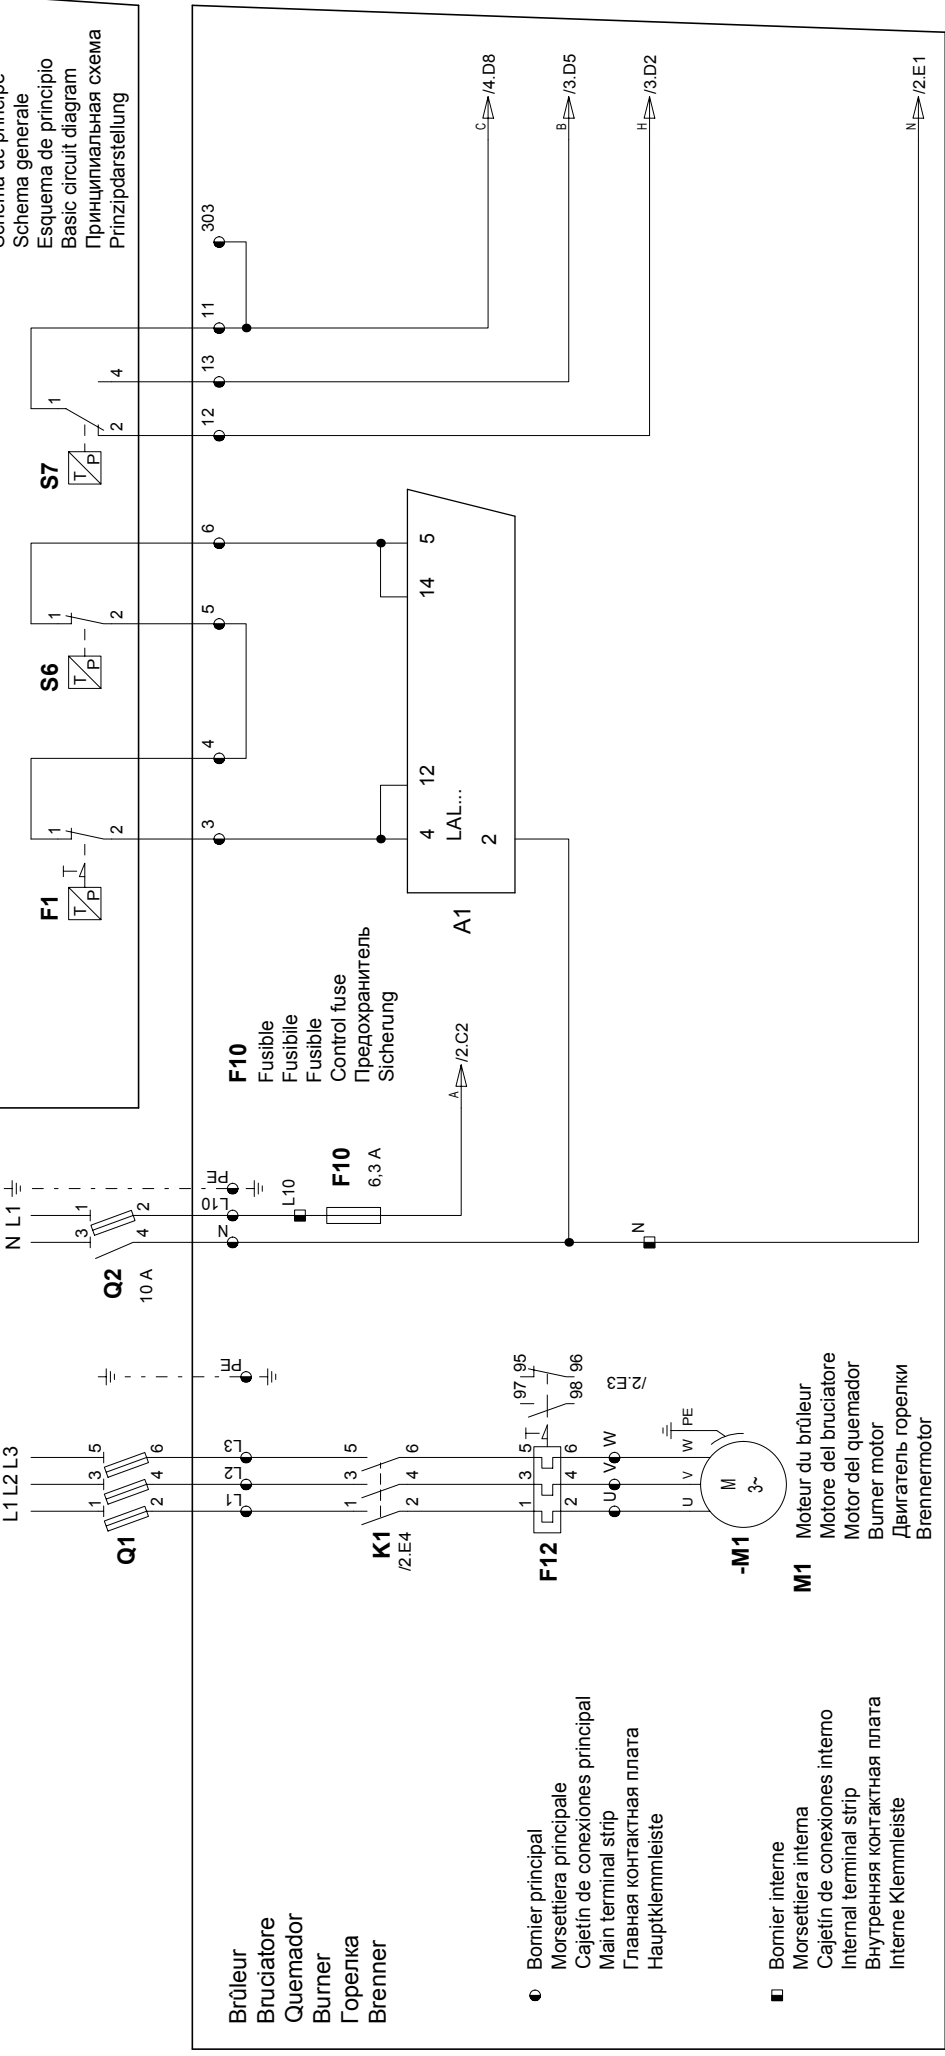 Schema generale
Esquema de principio
Basic circuit diagram
Принципиальная схема
Prinzipdarstellung
L1 L2 L3
N L1
Q1
1 3 5
2 4 6
Q2
10 A
3 1
4 2
F1
T P
1
2
S6
T P
1
2
S7
T P
1
2 4
L1 L2 L3 PE
N L10 PE
3 4 5 6 12 13 11 303
Brûleur
Bruciatore
Quemador
Burner
Горелка
Brenner
F10
Fusible
Fusibile
Fusible
Control fuse
Предохранитель
Sicherung
L10
F10
6,3 A
A /2.C2
K1
/2.E4
1 3 5
2 4 6
A1
4 12 14 5
LAL...
2
F12
1 3 5
2 4 6
97 95
98 96
/2.E3
U V W
N
U V W PE
M
3~
-M1
M1
Moteur du brûleur
Motore del bruciatore
Motor del quemador
Burner motor
Двигатель горелки
Brennermotor
C /4.D8
B /3.D5
H /3.D2
N /2.E1
Bornier principal
Morsettiera principale
Cajetín de conexiones principal
Main terminal strip
Главная контактная плата
Hauptklemmleiste
Bornier interne
Morsettiera interna
Cajetín de conexiones interno
Internal terminal strip
Внутренняя контактная плата
Interne Klemmleiste